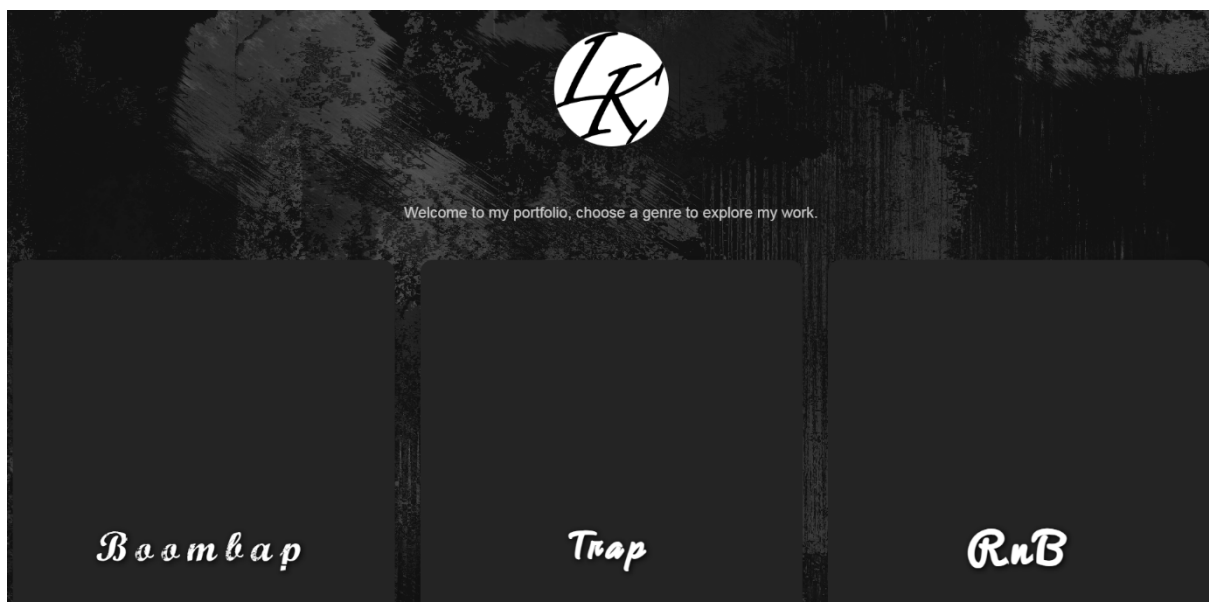 LK
Welcome to my portfolio, choose a genre to explore my work.
Boombap
Trap
RnB